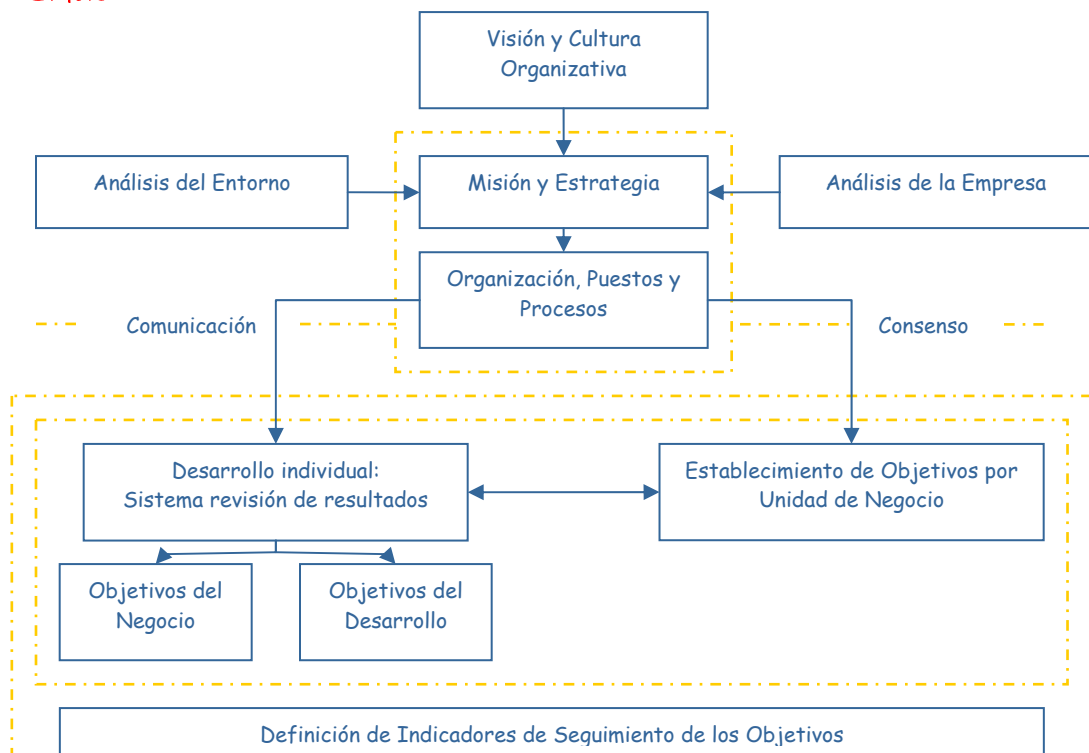 Visión y Cultura
Organizativa
Análisis del Entorno
Misión y Estrategia
Análisis de la Empresa
Organización, Puestos y
Procesos
Comunicación
Consenso
Desarrollo individual:
Sistema revisión de resultados
Establecimiento de Objetivos por
Unidad de Negocio
Objetivos del
Negocio
Objetivos del
Desarrollo
Definición de Indicadores de Seguimiento de los Objetivos